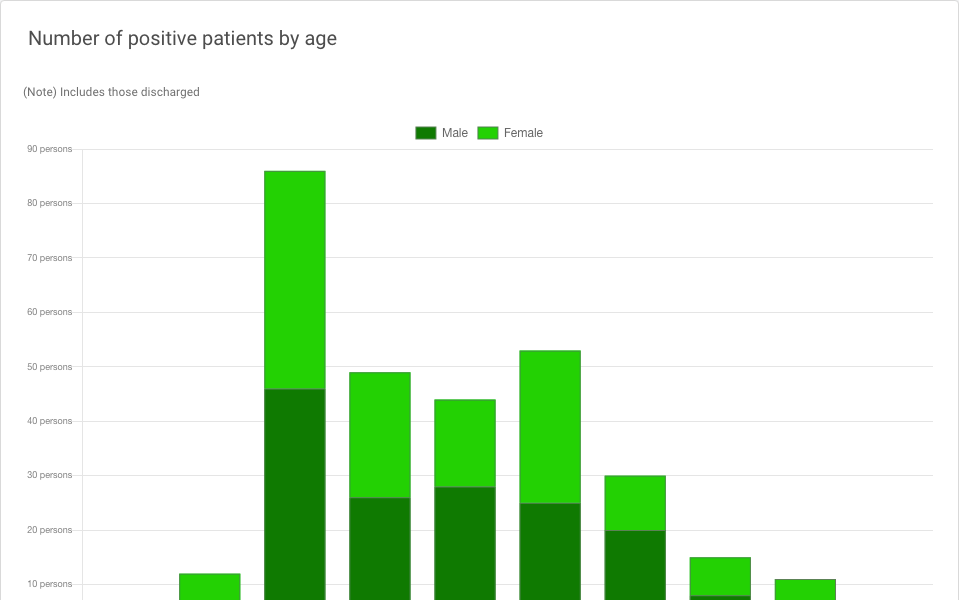 Number of positive patients by age
(Note) Includes those discharged
Male Female
90 persons
80 persons
70 persons
60 persons
50 persons
40 persons
30 persons
20 persons
10 persons